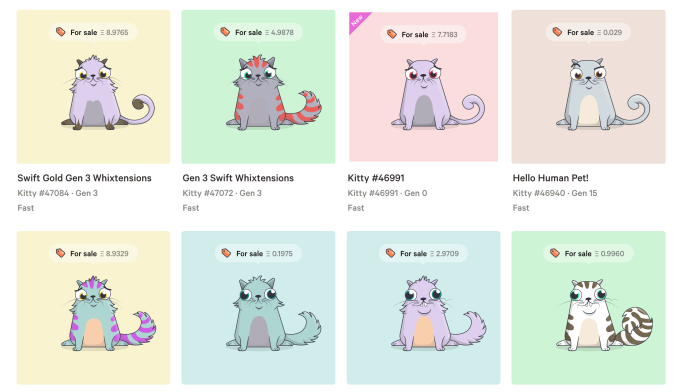 For sale Ξ 8.9765
For sale Ξ 4.9878
New
For sale Ξ 7.7183
For sale Ξ 0.029
Swift Gold Gen 3 Whixtensions
Kitty #47084 · Gen 3
Fast
Gen 3 Swift Whixtensions
Kitty #47072 · Gen 3
Fast
Kitty #46991
Kitty #46991 · Gen 0
Fast
Hello Human Pet!
Kitty #46940 · Gen 15
Fast
For sale Ξ 8.9329
For sale Ξ 0.1975
For sale Ξ 2.9709
For sale Ξ 0.9960